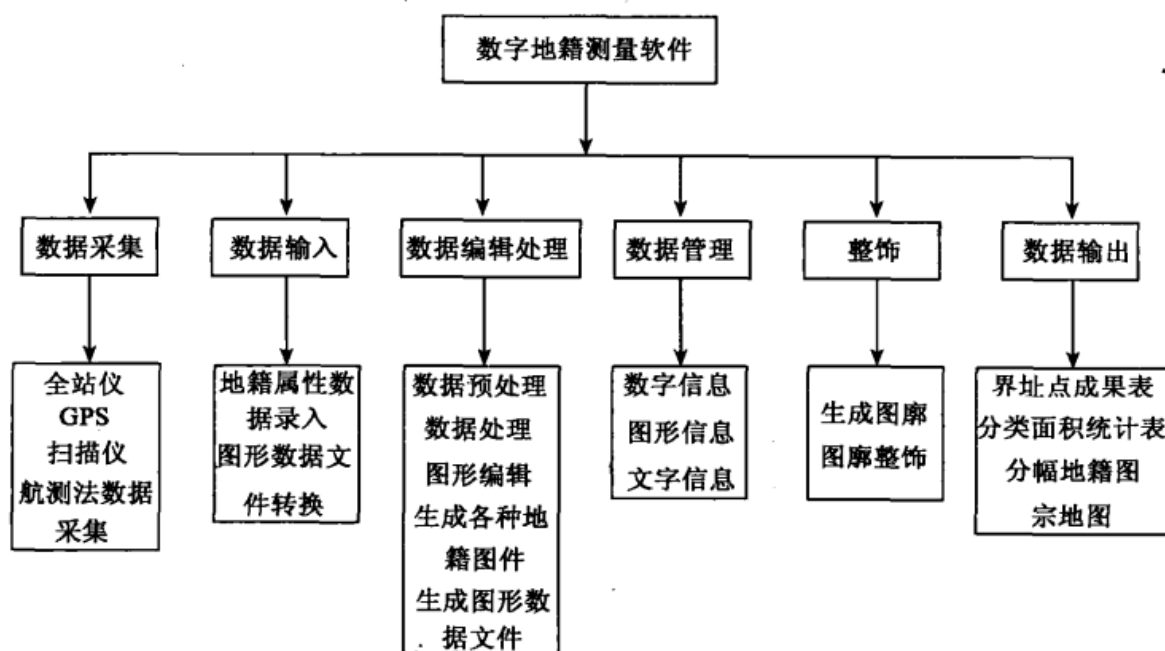 数字地籍测量软件
数据采集
数据输入
数据编辑处理
数据管理
整饰
数据输出
全站仪
GPS
扫描仪
航测法数据
采集
地籍属性数
据录入
图形数据文
件转换
数据预处理
数据处理
图形编辑
生成各种地
籍图件
生成图形数
据文件
数字信息
图形信息
文字信息
生成图廓
图廓整饰
界址点成果表
分类面积统计表
分幅地籍图
宗地图